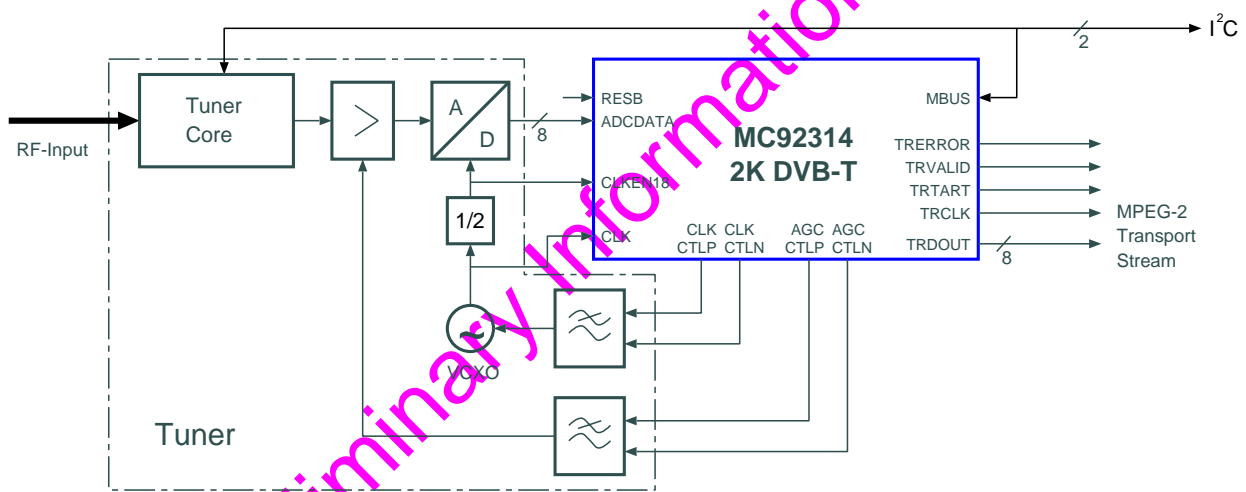 I²C
2
RF-Input
Tuner
Core
A
D
8
RESB
ADCDATA
CLKEN18
CLK
MC92314
2K DVB-T
MBUS
TRERROR
TRVALID
TRTART
TRCLK
TRDOUT
8
MPEG-2
Transport
Stream
CLK CLK AGC AGC
CTLP CTLN CTLP CTLN
1/2
VCXO
Tuner
liminary Information